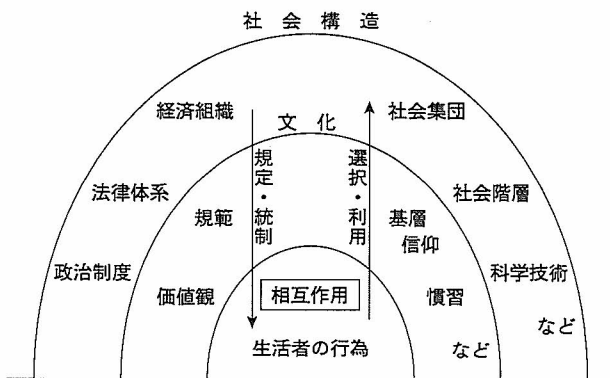 社会構造
経済組織
社会集団
文化
規定・統制
選択・利用
法律体系
社会階層
規範
基層
信仰
政治制度
科学技術
価値観
相互作用
慣習
など
生活者の行為
など